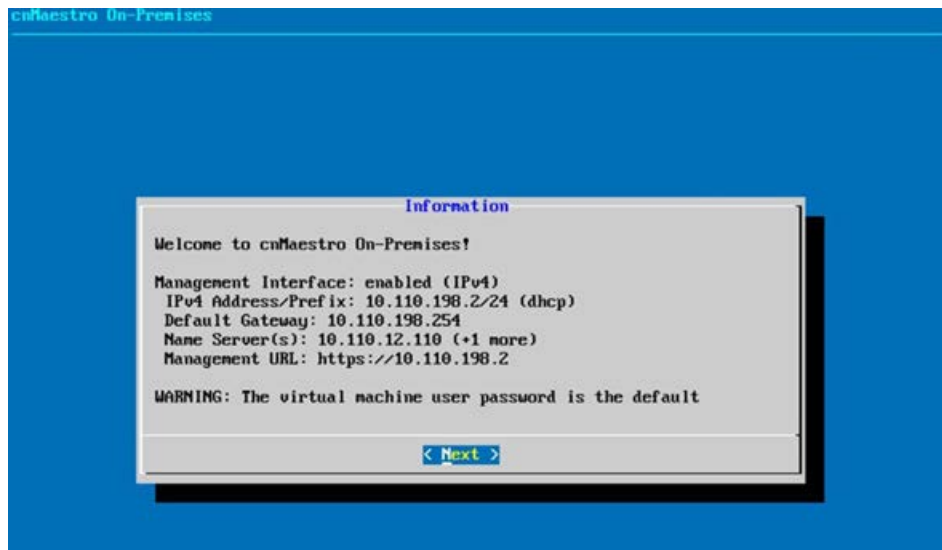 cnMaestro On-Premises
Information
Welcome to cnMaestro On-Premises!
Management Interface: enabled (IPv4)
IPv4 Address/Prefix: 10.110.198.2/24 (dhcp)
Default Gateway: 10.110.198.254
Name Server(s): 10.110.12.110 (+1 more)
Management URL: https://10.110.198.2
WARNING: The virtual machine user password is the default
< Next >